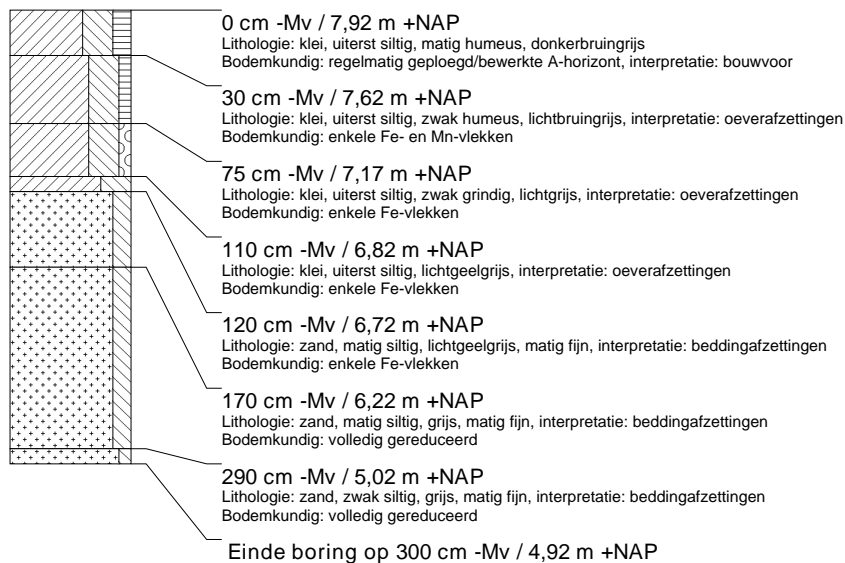 0 cm -Mv / 7,92 m +NAP
Lithologie: klei, uiterst siltig, matig humeus, donkerbruingrijs
Bodemkundig: regelmatig geploegd/bewerkte A-horizont, interpretatie: bouwvoor
30 cm -Mv / 7,62 m +NAP
Lithologie: klei, uiterst siltig, zwak humeus, lichtbruingrijs, interpretatie: oeverafzettingen
Bodemkundig: enkele Fe- en Mn-vlekken
75 cm -Mv / 7,17 m +NAP
Lithologie: klei, uiterst siltig, zwak grindig, lichtgrijs, interpretatie: oeverafzettingen
Bodemkundig: enkele Fe-vlekken
110 cm -Mv / 6,82 m +NAP
Lithologie: klei, uiterst siltig, lichtgeelgrijs, interpretatie: oeverafzettingen
Bodemkundig: enkele Fe-vlekken
120 cm -Mv / 6,72 m +NAP
Lithologie: zand, matig siltig, lichtgeelgrijs, matig fijn, interpretatie: beddingafzettingen
Bodemkundig: enkele Fe-vlekken
170 cm -Mv / 6,22 m +NAP
Lithologie: zand, matig siltig, grijs, matig fijn, interpretatie: beddingafzettingen
Bodemkundig: volledig gereduceerd
290 cm -Mv / 5,02 m +NAP
Lithologie: zand, zwak siltig, grijs, matig fijn, interpretatie: beddingafzettingen
Bodemkundig: volledig gereduceerd
Einde boring op 300 cm -Mv / 4,92 m +NAP